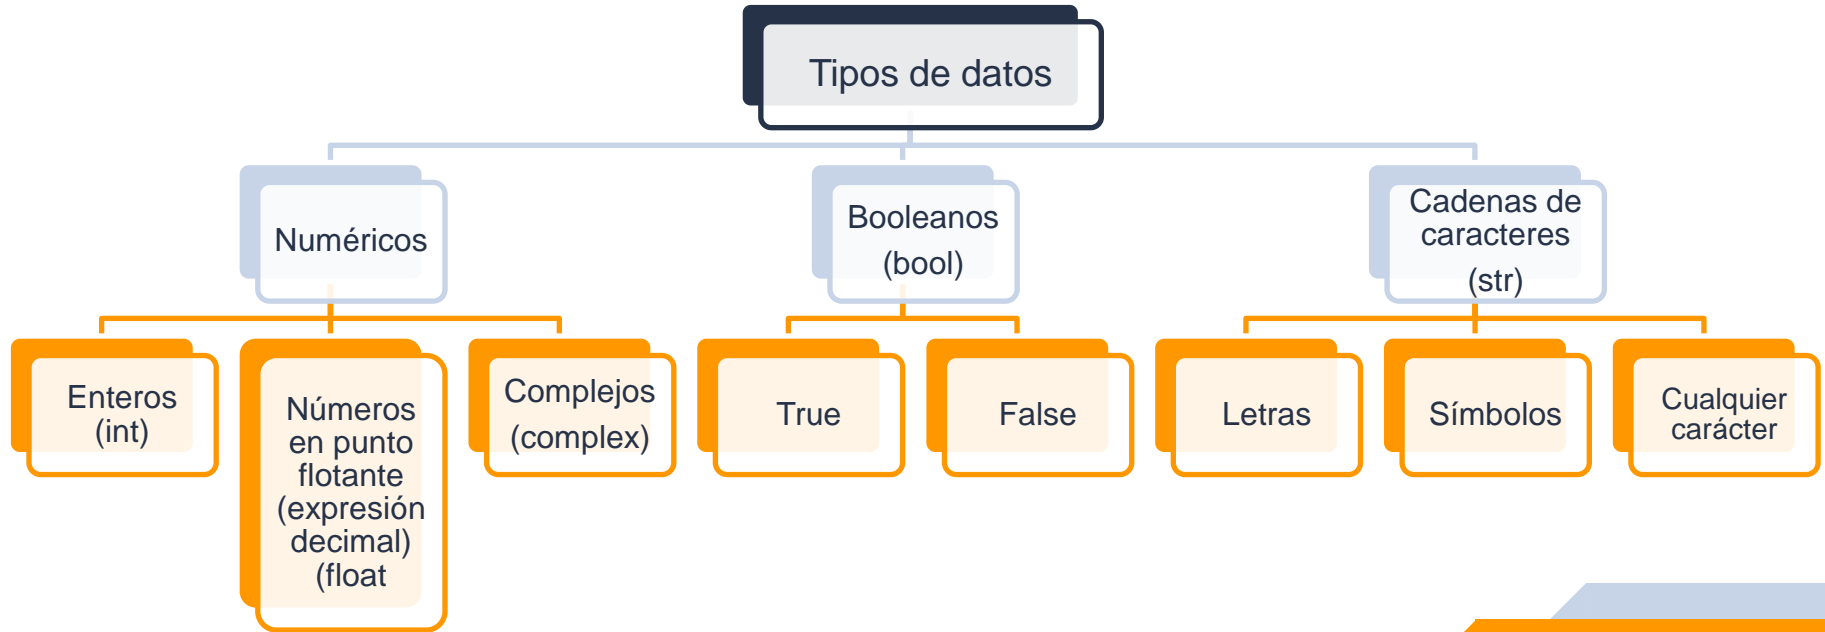 Tipos de datos
Numéricos
Booleanos
(bool)
Cadenas de
caracteres
(str)
Enteros
(int)
Números
en punto
flotante
(expresión
decimal)
(float
Complejos
(complex)
True
False
Letras
Símbolos
Cualquier
carácter